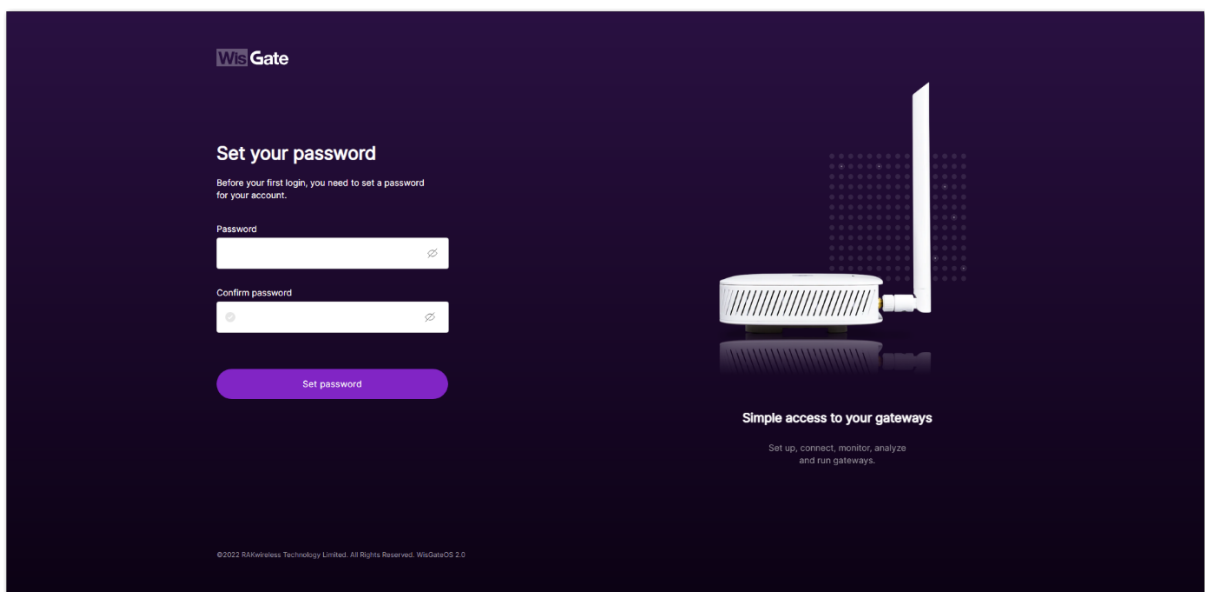 WisGate
Set your password
Before your first login, you need to set a password
for your account.
Password
Confirm password
Set password
Simple access to your gateways
Set up, connect, monitor, analyze
and run gateways.
©2022 RAKwireless Technology Limited. All Rights Reserved. WisGateOS 2.0